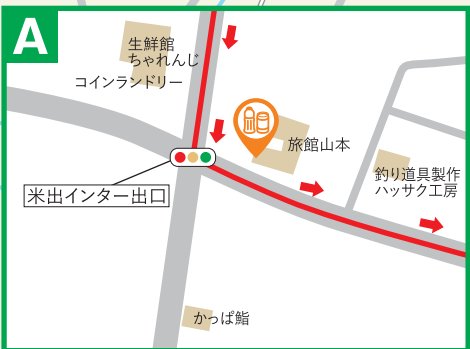 A
生鮮館
ちゃれんじ
コインランドリー
旅館山本
釣り道具製作
ハッサク工房
米出インター出口
かっぱ鮨